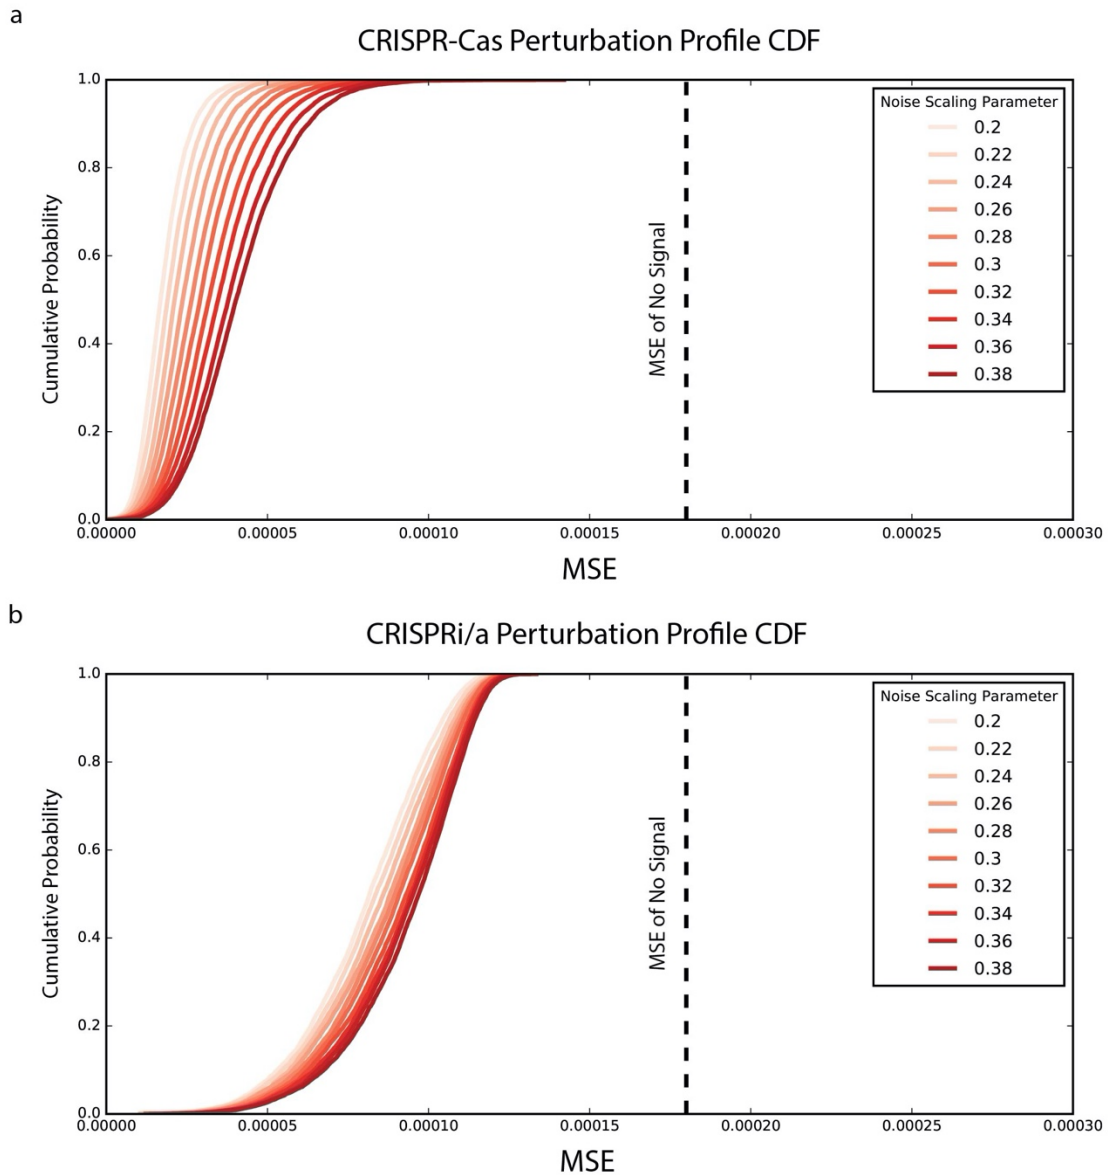 a
CRISPR-Cas Perturbation Profile CDF
1.0
0.8
0.6
0.4
0.2
0.0
Cumulative Probability
MSE of No Signal
Noise Scaling Parameter
0.2
0.22
0.24
0.26
0.28
0.3
0.32
0.34
0.36
0.38
0.00000 0.00005 0.00010 0.00015 0.00020 0.00025 0.00030
MSE
b
CRISPRi/a Perturbation Profile CDF
1.0
0.8
0.6
0.4
0.2
0.0
Cumulative Probability
MSE of No Signal
Noise Scaling Parameter
0.2
0.22
0.24
0.26
0.28
0.3
0.32
0.34
0.36
0.38
0.00000 0.00005 0.00010 0.00015 0.00020 0.00025 0.00030
MSE